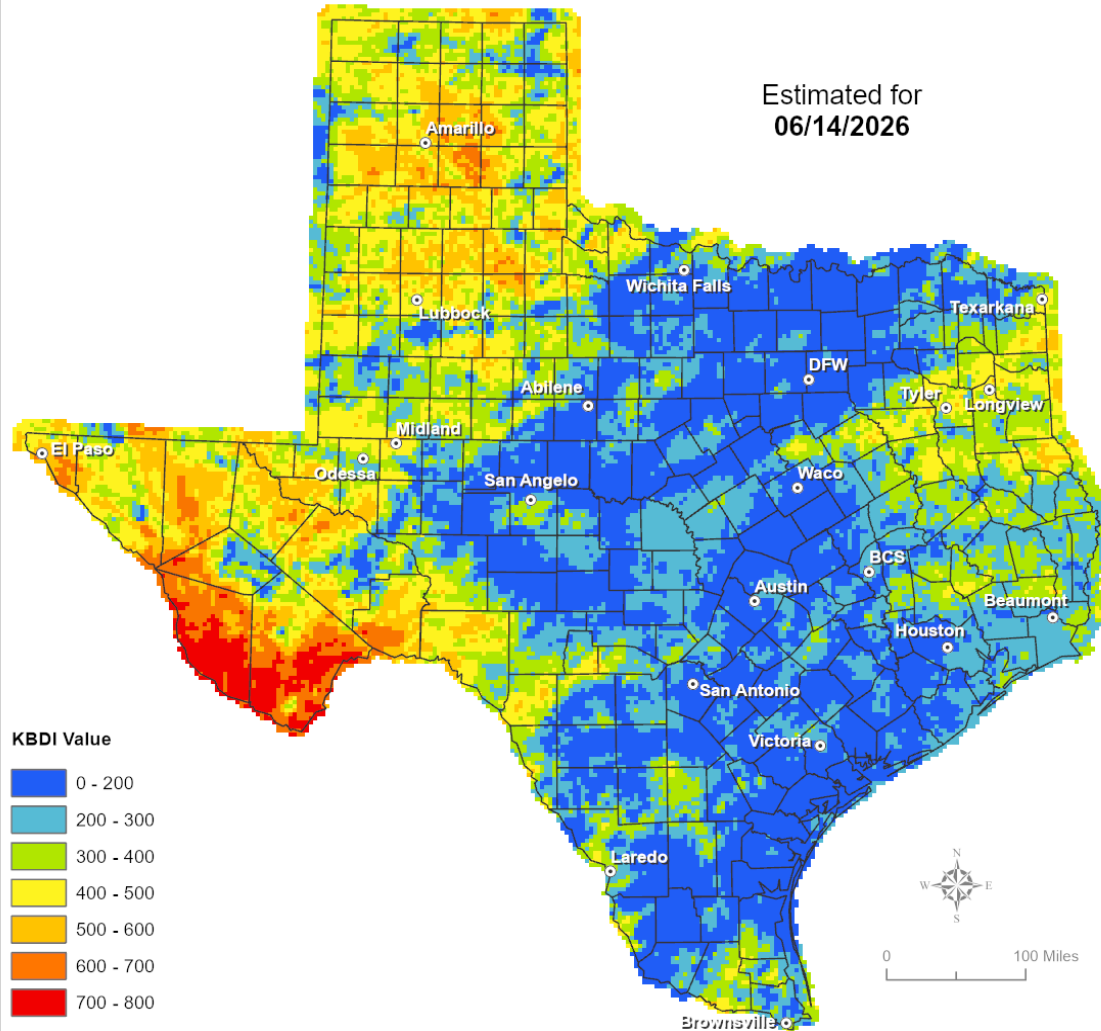 Estimated for
06/14/2026
Amarillo
Wichita Falls
Texarkana
Lubbock
DFW
Abilene
Tyler
Longview
Midland
El Paso
Odessa
San Angelo
Waco
BCS
Austin
Beaumont
Houston
San Antonio
Victoria
KBDI Value
0 - 200
200 - 300
300 - 400
400 - 500
500 - 600
600 - 700
700 - 800
Laredo
Brownsville
N
W E
S
0 100 Miles